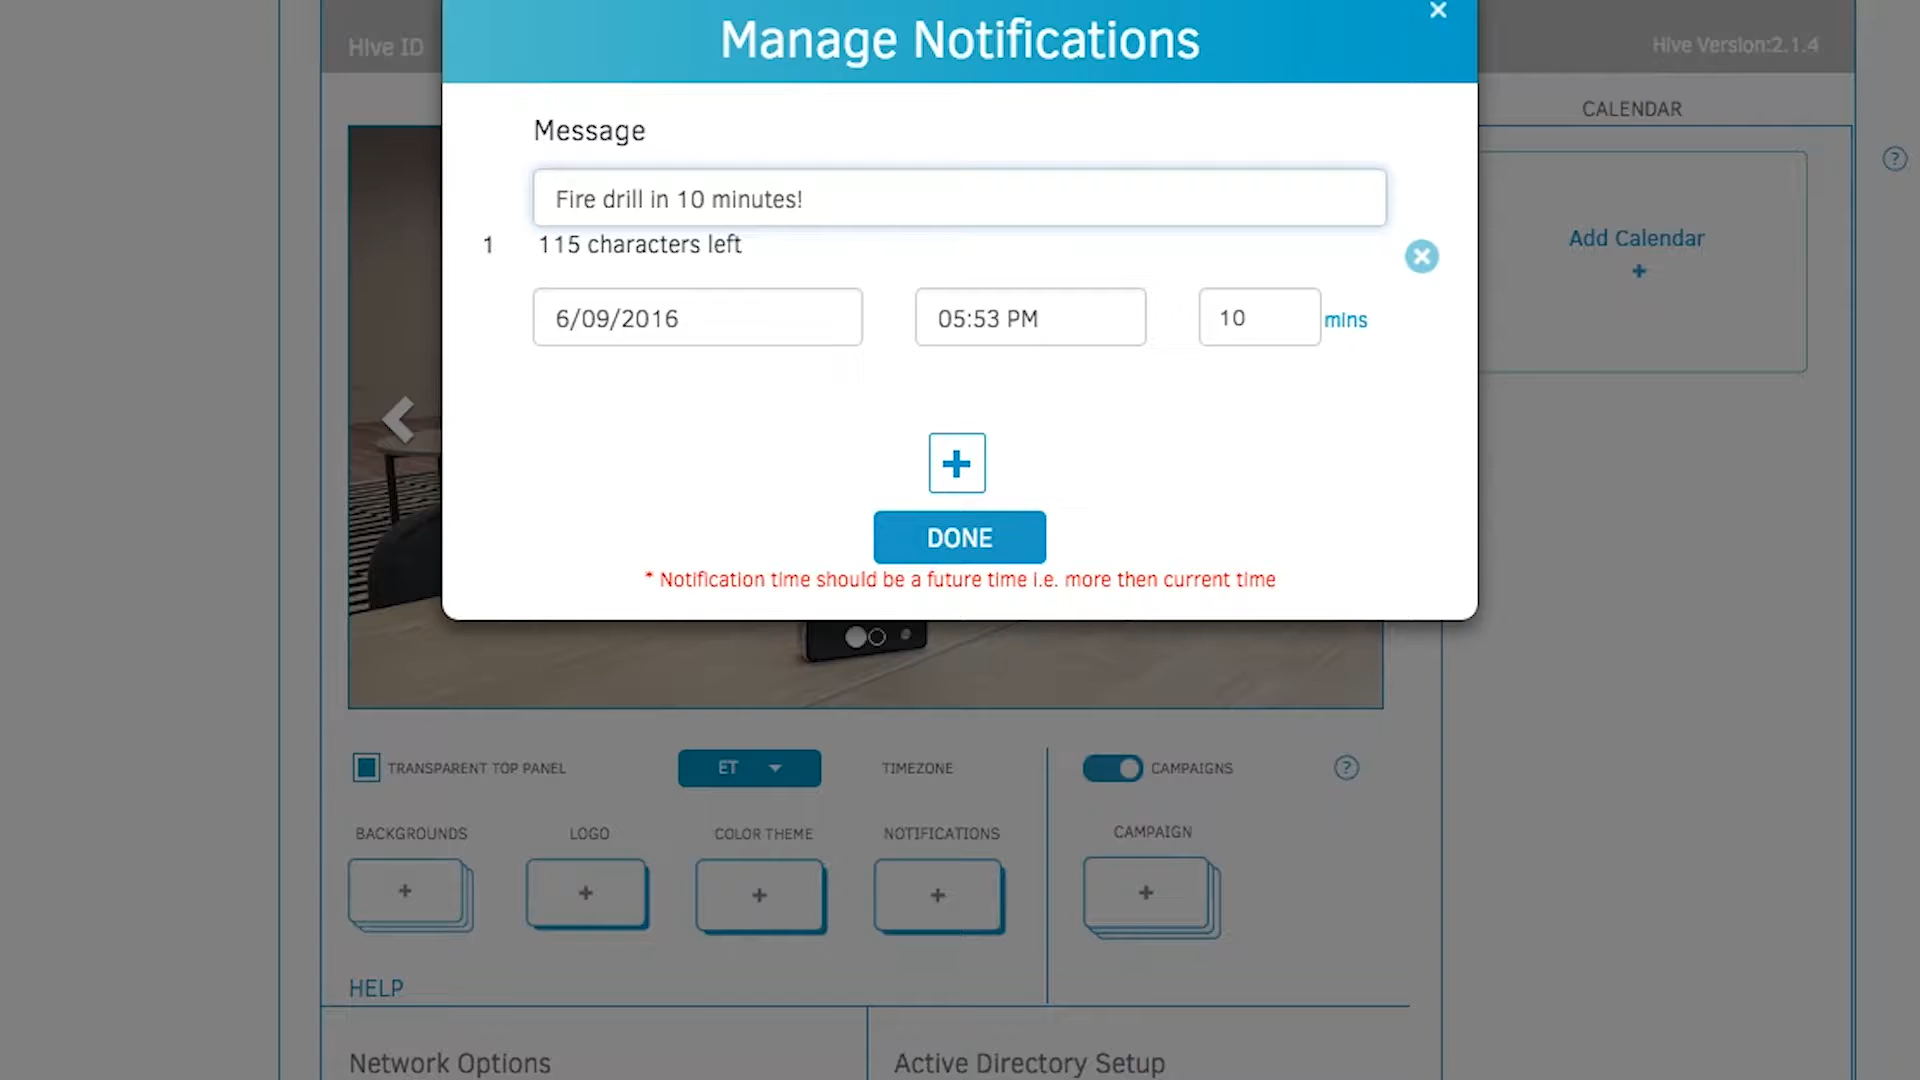 Manage Notifications
×
Hive ID
Hive Version:2.1.4
CALENDAR
?
Message
Fire drill in 10 minutes!
1
115 characters left
Add Calendar
+
6/09/2016
05:53 PM
10
mins
+
DONE
* Notification time should be a future time i.e. more then current time
TRANSPARENT TOP PANEL
ET
TIMEZONE
CAMPAIGNS
?
BACKGROUNDS
LOGO
COLOR THEME
NOTIFICATIONS
CAMPAIGN
+
+
+
+
+
HELP
Network Options
Active Directory Setup